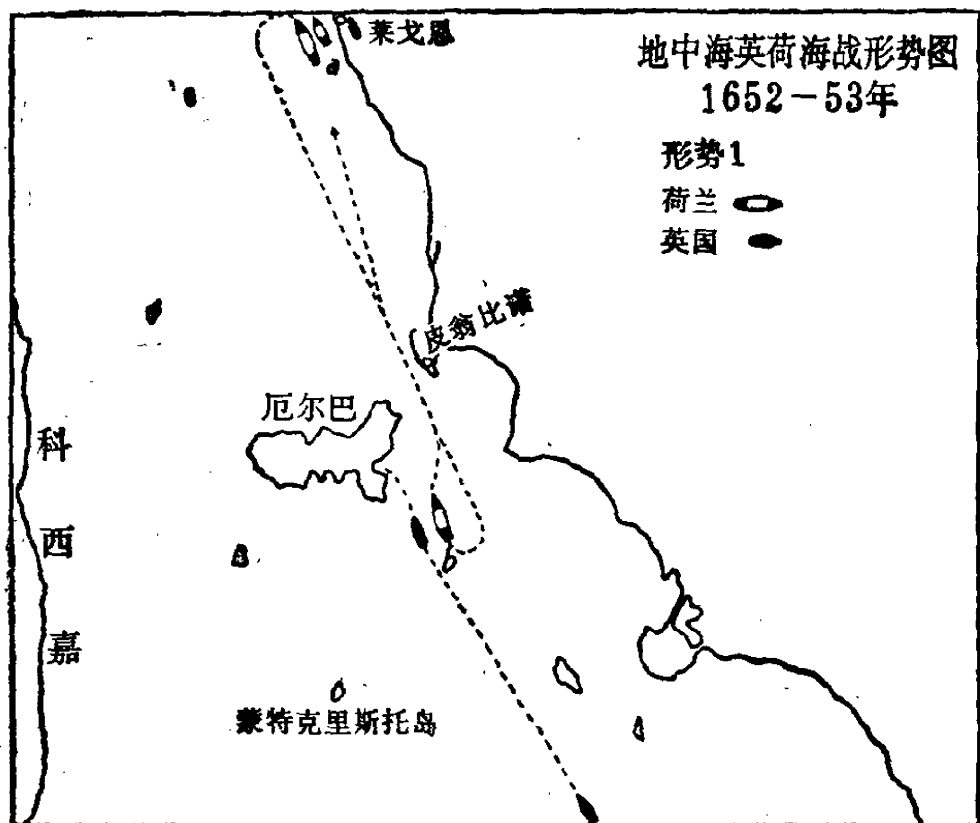 莱戈恩
地中海英荷海战形势图
1652－53年
形势1
荷兰
英国
皮翁比诺
厄尔巴
科西嘉
蒙特克里斯托岛